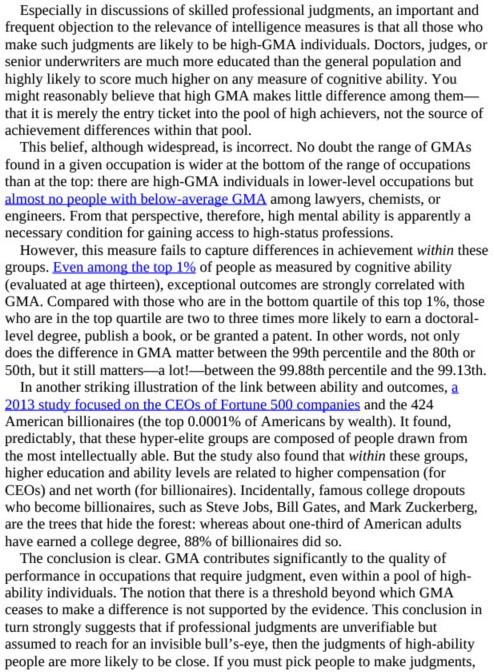 Especially in discussions of skilled professional judgments, an important and
frequent objection to the relevance of intelligence measures is that all those who
make such judgments are likely to be high-GMA individuals. Doctors, judges, or
senior underwriters are much more educated than the general population and
highly likely to score much higher on any measure of cognitive ability. You
might reasonably believe that high GMA makes little difference among them—
that it is merely the entry ticket into the pool of high achievers, not the source of
achievement differences within that pool.
This belief, although widespread, is incorrect. No doubt the range of GMAs
found in a given occupation is wider at the bottom of the range of occupations
than at the top: there are high-GMA individuals in lower-level occupations but
almost no people with below-average GMA among lawyers, chemists, or
engineers. From that perspective, therefore, high mental ability is apparently a
necessary condition for gaining access to high-status professions.
However, this measure fails to capture differences in achievement within these
groups. Even among the top 1% of people as measured by cognitive ability
(evaluated at age thirteen), exceptional outcomes are strongly correlated with
GMA. Compared with those who are in the bottom quartile of this top 1%, those
who are in the top quartile are two to three times more likely to earn a doctoral-
level degree, publish a book, or be granted a patent. In other words, not only
does the difference in GMA matter between the 99th percentile and the 80th or
50th, but it still matters—a lot!—between the 99.88th percentile and the 99.13th.
In another striking illustration of the link between ability and outcomes, a
2013 study focused on the CEOs of Fortune 500 companies and the 424
American billionaires (the top 0.0001% of Americans by wealth). It found,
predictably, that these hyper-elite groups are composed of people drawn from
the most intellectually able. But the study also found that within these groups,
higher education and ability levels are related to higher compensation (for
CEOs) and net worth (for billionaires). Incidentally, famous college dropouts
who become billionaires, such as Steve Jobs, Bill Gates, and Mark Zuckerberg,
are the trees that hide the forest: whereas about one-third of American adults
have earned a college degree, 88% of billionaires did so.
The conclusion is clear. GMA contributes significantly to the quality of
performance in occupations that require judgment, even within a pool of high-
ability individuals. The notion that there is a threshold beyond which GMA
ceases to make a difference is not supported by the evidence. This conclusion in
turn strongly suggests that if professional judgments are unverifiable but
assumed to reach for an invisible bull's-eye, then the judgments of high-ability
people are more likely to be close. If you must pick people to make judgments,